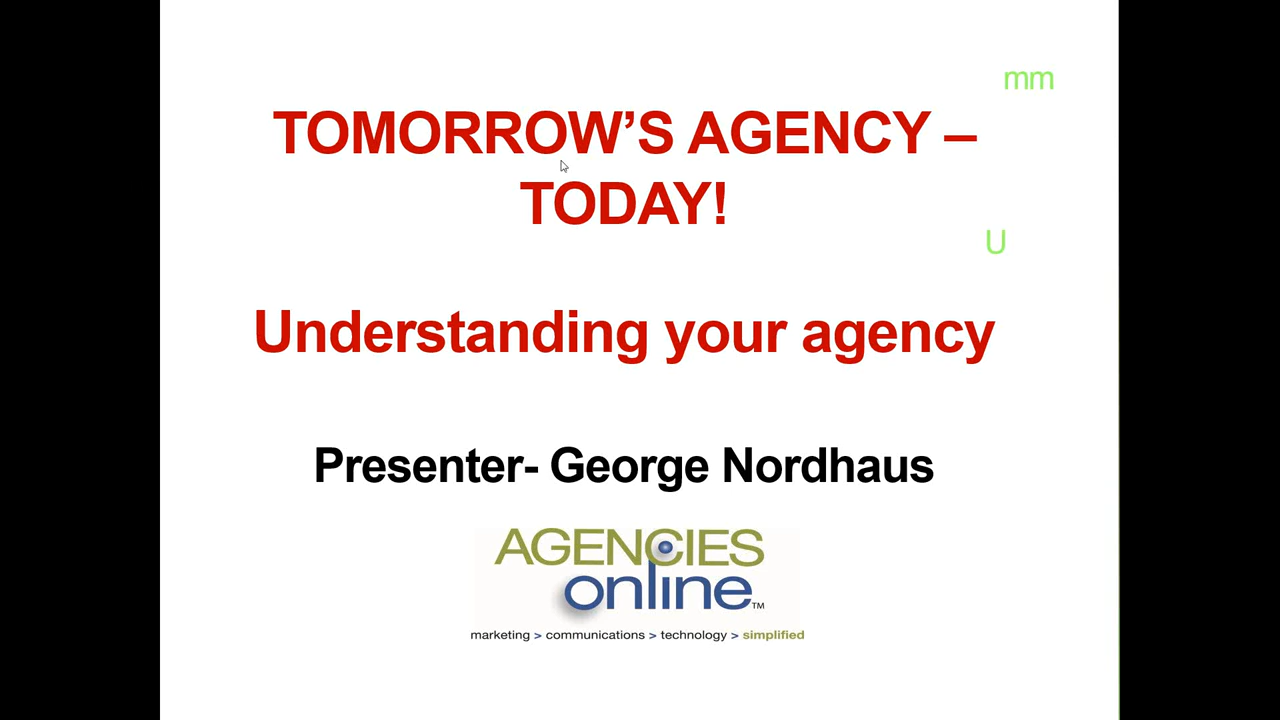 mm
TOMORROW’S AGENCY –
TODAY!
U
Understanding your agency
Presenter- George Nordhaus
AGENCIES
online™
marketing > communications > technology > simplified